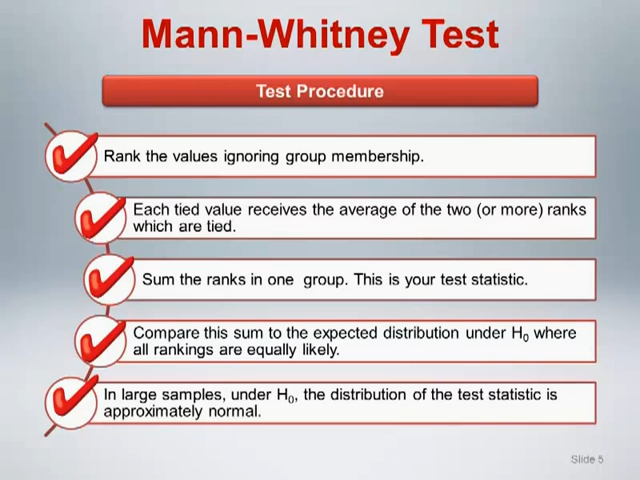 Mann-Whitney Test
Test Procedure
Rank the values ignoring group membership.
Each tied value receives the average of the two (or more) ranks
which are tied.
Sum the ranks in one group. This is your test statistic.
Compare this sum to the expected distribution under H₀ where
all rankings are equally likely.
In large samples, under H₀, the distribution of the test statistic is
approximately normal.
Slide 5